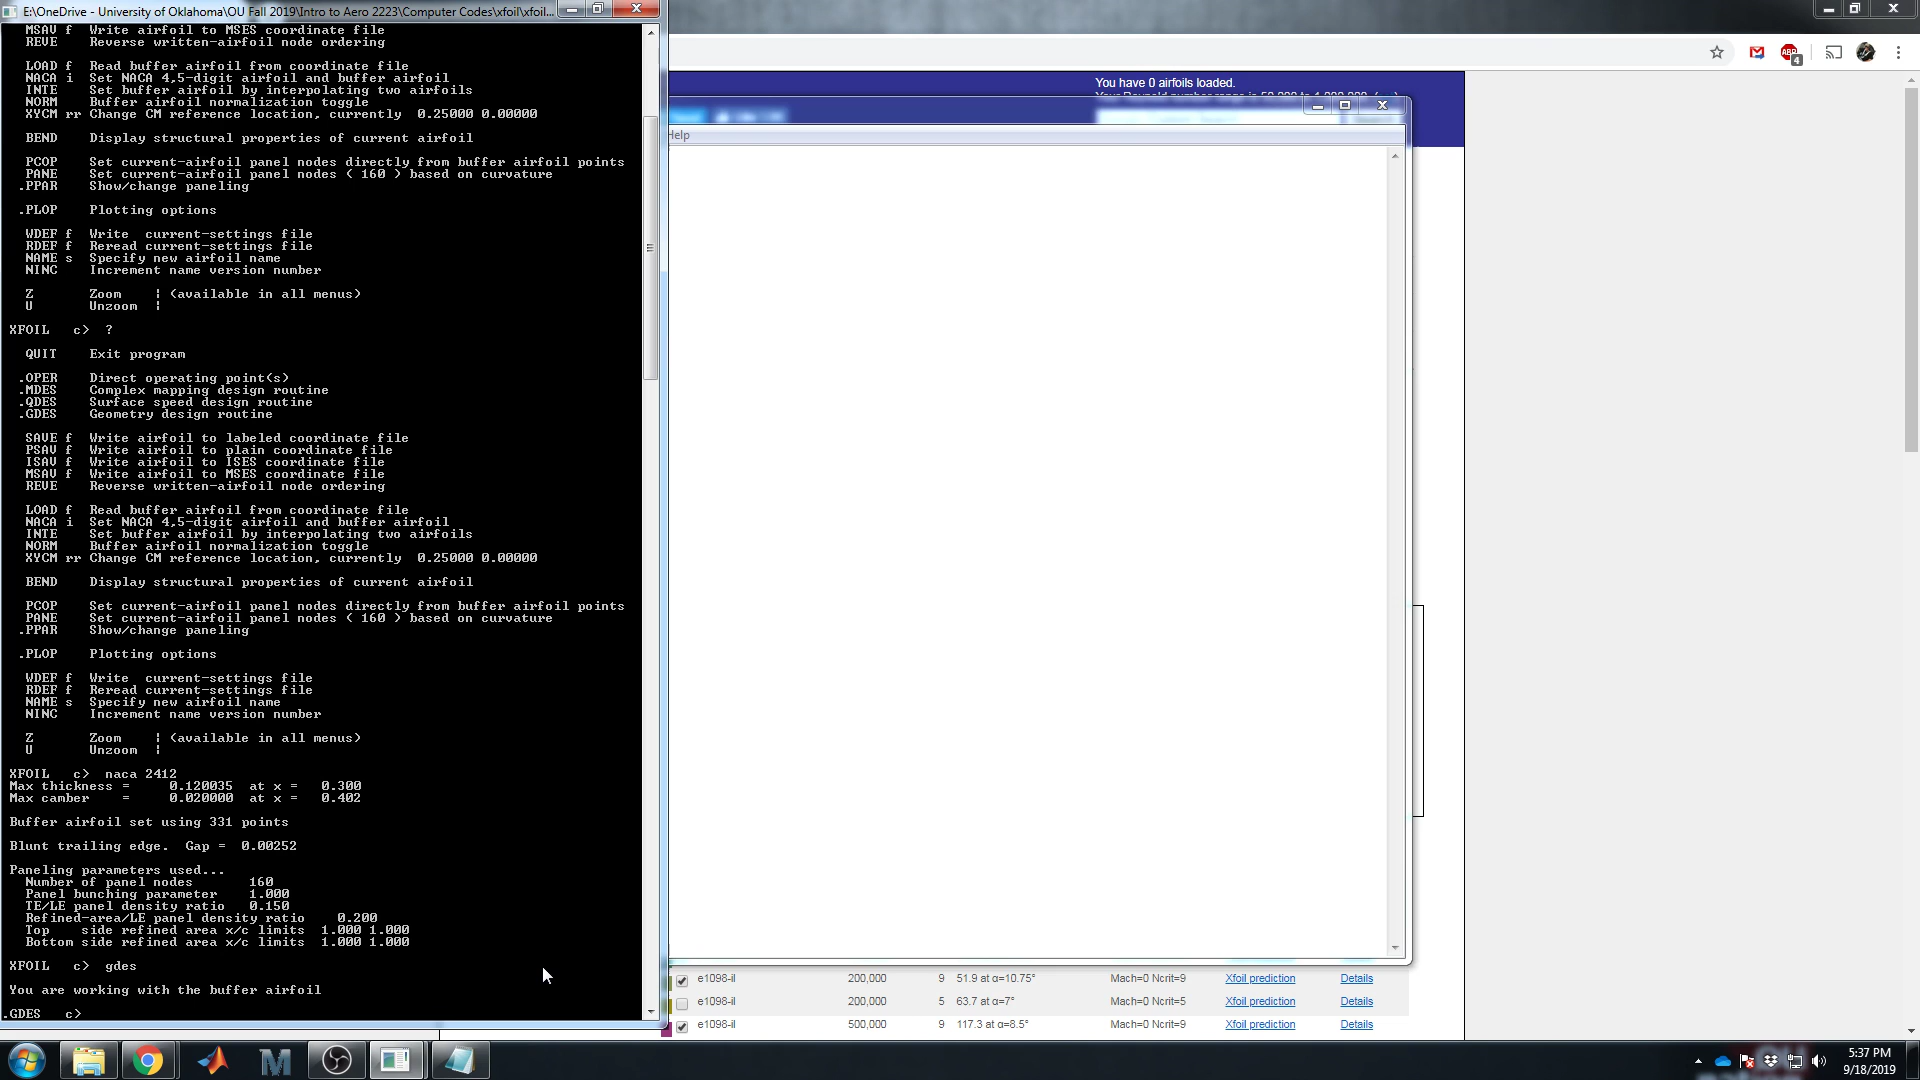 E:\OneDrive - University of Oklahoma\OU Fall 2019\Intro to Aero 2223\Computer Codes\xfoil\xfoil...
MSAV f  Write airfoil to MSES coordinate file
REVE    Reverse written-airfoil node ordering
LOAD f  Read buffer airfoil from coordinate file
NACA i  Set NACA 4,5-digit airfoil and buffer airfoil
INTE    Set buffer airfoil by interpolating two airfoils
NORM    Buffer airfoil normalization toggle
XYCM rr Change CM reference location, currently  0.25000 0.00000
BEND    Display structural properties of current airfoil
PCOP    Set current-airfoil panel nodes directly from buffer airfoil points
PANE    Set current-airfoil panel nodes ( 160 ) based on curvature
.PPAR    Show/change paneling
.PLOP    Plotting options
WDEF f  Write  current-settings file
RDEF f  Reread current-settings file
NAME s  Specify new airfoil name
NINC    Increment name version number
Z       Zoom    | (available in all menus)
U       Unzoom  |
XFOIL   c>  ?
QUIT    Exit program
.OPER    Direct operating point(s)
.MDES    Complex mapping design routine
.QDES    Surface speed design routine
.GDES    Geometry design routine
SAVE f  Write airfoil to labeled coordinate file
PSAV f  Write airfoil to plain coordinate file
ISAV f  Write airfoil to ISES coordinate file
MSAV f  Write airfoil to MSES coordinate file
REVE    Reverse written-airfoil node ordering
LOAD f  Read buffer airfoil from coordinate file
NACA i  Set NACA 4,5-digit airfoil and buffer airfoil
INTE    Set buffer airfoil by interpolating two airfoils
NORM    Buffer airfoil normalization toggle
XYCM rr Change CM reference location, currently  0.25000 0.00000
BEND    Display structural properties of current airfoil
PCOP    Set current-airfoil panel nodes directly from buffer airfoil points
PANE    Set current-airfoil panel nodes ( 160 ) based on curvature
.PPAR    Show/change paneling
.PLOP    Plotting options
WDEF f  Write  current-settings file
RDEF f  Reread current-settings file
NAME s  Specify new airfoil name
NINC    Increment name version number
Z       Zoom    | (available in all menus)
U       Unzoom  |
XFOIL   c>  naca 2412
Max thickness =     0.120035  at x =   0.300
Max camber    =     0.020000  at x =   0.402
Buffer airfoil set using 331 points
Blunt trailing edge.  Gap =  0.00252
Paneling parameters used...
Number of panel nodes      160
Panel bunching parameter   1.000
TE/LE panel density ratio   0.150
Refined-area/LE panel density ratio    0.200
Top    side refined area x/c limits  1.000 1.000
Bottom side refined area x/c limits  1.000 1.000
XFOIL   c>  gdes
You are working with the buffer airfoil
.GDES   c>
ABP
4
You have 0 airfoils loaded.
Help
e1098-il 200,000 9 51.9 at α=10.75° Mach=0 Ncrit=9 Xfoil prediction Details
e1098-il 200,000 5 63.7 at α=7° Mach=0 Ncrit=5 Xfoil prediction Details
e1098-il 500,000 9 117.3 at α=8.5° Mach=0 Ncrit=9 Xfoil prediction Details
5:37 PM
9/18/2019